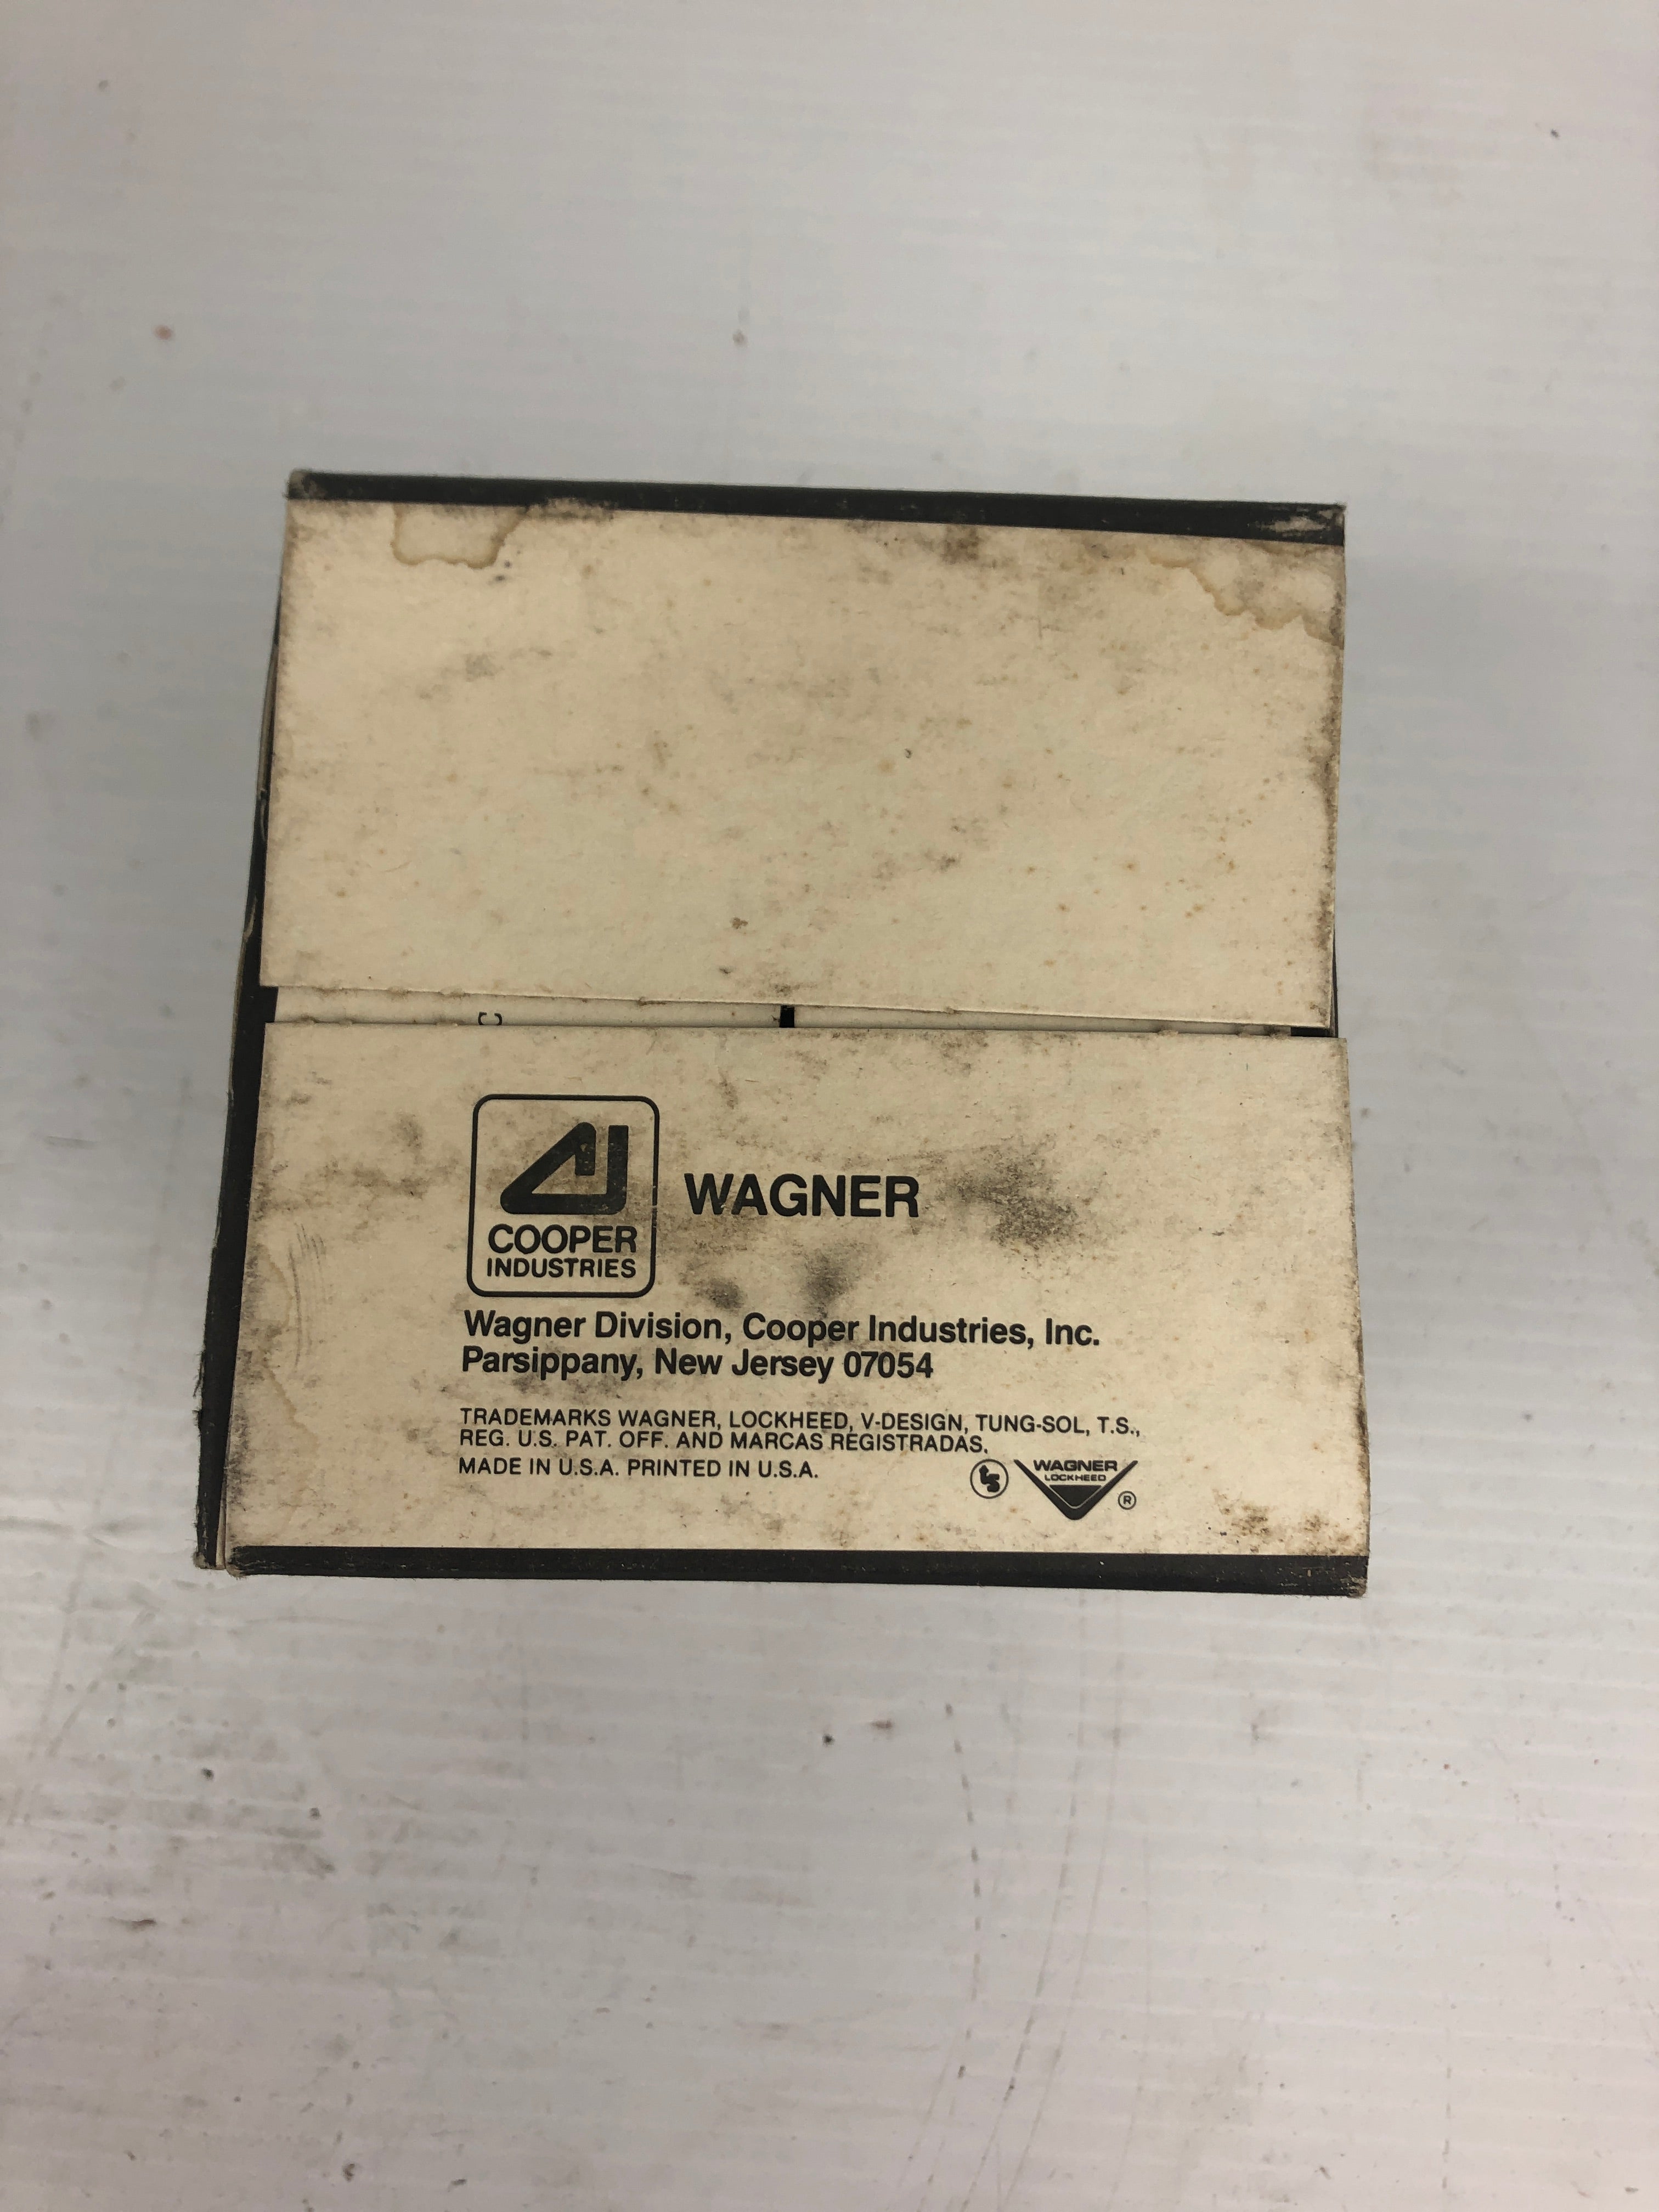 COOPER
INDUSTRIES
WAGNER
Wagner Division, Cooper Industries, Inc.
Parsippany, New Jersey 07054
TRADEMARKS WAGNER, LOCKHEED, V-DESIGN, TUNG-SOL, T.S.,
REG. U.S. PAT. OFF. AND MARCAS REGISTRADAS.
MADE IN U.S.A. PRINTED IN U.S.A.
WAGNER
LOCKHEED
®